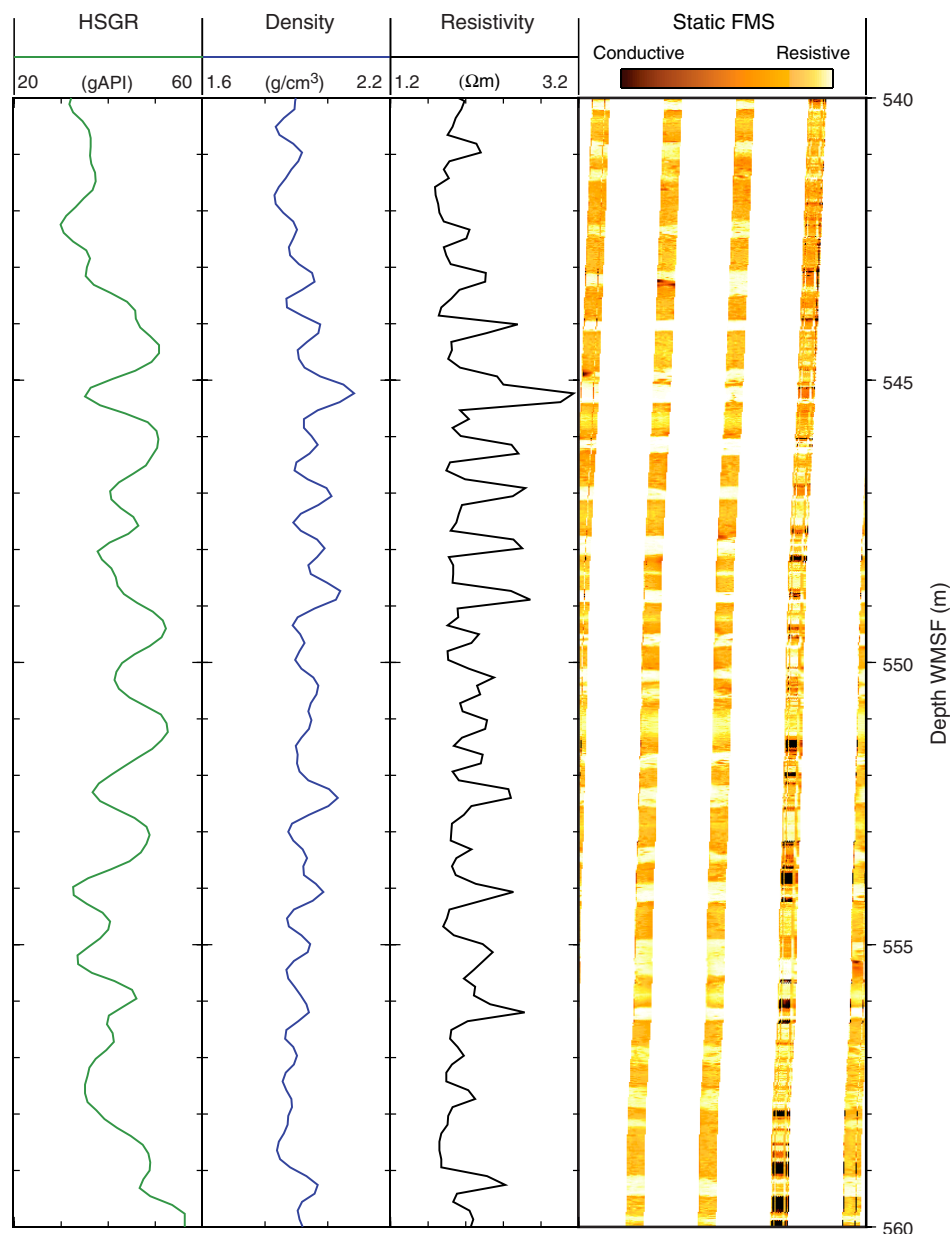 HSGR Density Resistivity Static FMS
Conductive Resistive
20 (gAPI) 60 1.6 (g/cm³) 2.2 1.2 (Ωm) 3.2
540
545
550
Depth WMSF (m)
555
560